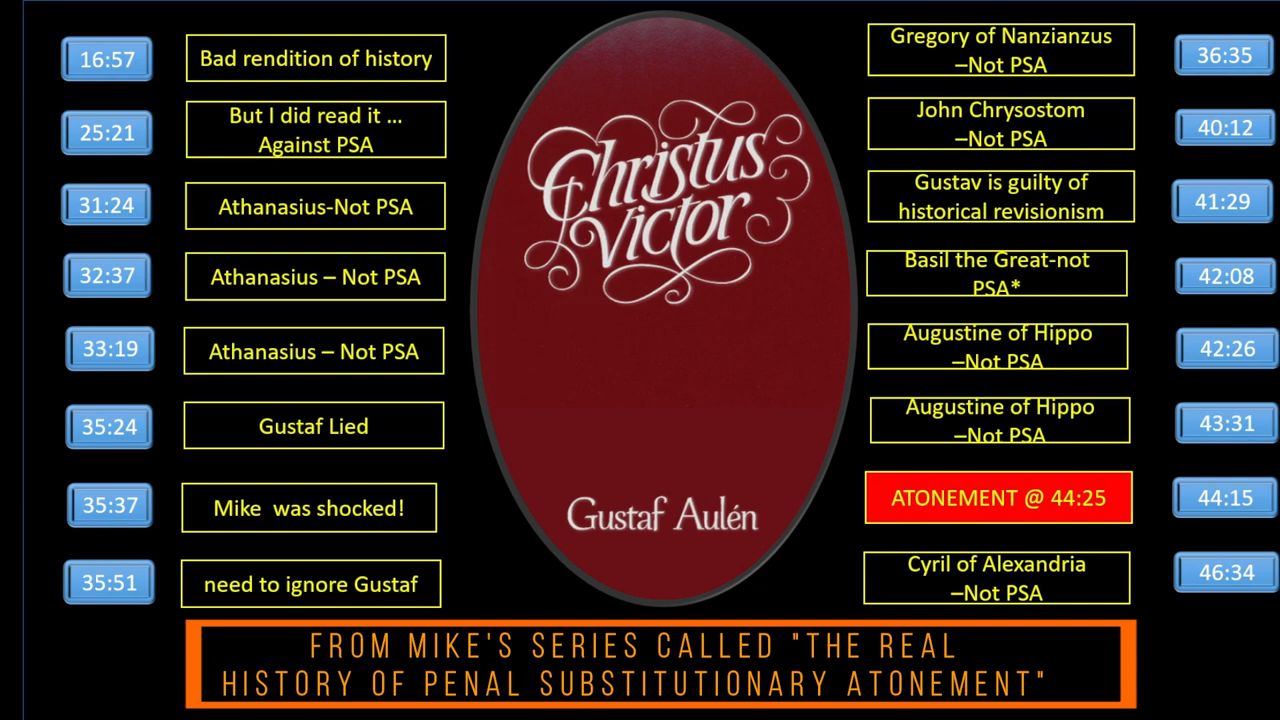 16:57
Bad rendition of history
25:21
But I did read it ...
Against PSA
31:24
Athanasius-Not PSA
32:37
Athanasius – Not PSA
33:19
Athanasius – Not PSA
35:24
Gustaf Lied
35:37
Mike was shocked!
35:51
need to ignore Gustaf
Christus
Victor
Gustaf Aulén
Gregory of Nanzianzus
–Not PSA
36:35
John Chrysostom
–Not PSA
40:12
Gustav is guilty of
historical revisionism
41:29
Basil the Great-not
PSA*
42:08
Augustine of Hippo
–Not PSA
42:26
Augustine of Hippo
–Not PSA
43:31
ATONEMENT @ 44:25
44:15
Cyril of Alexandria
–Not PSA
46:34
FROM MIKE'S SERIES CALLED "THE REAL
HISTORY OF PENAL SUBSTITUTIONARY ATONEMENT"